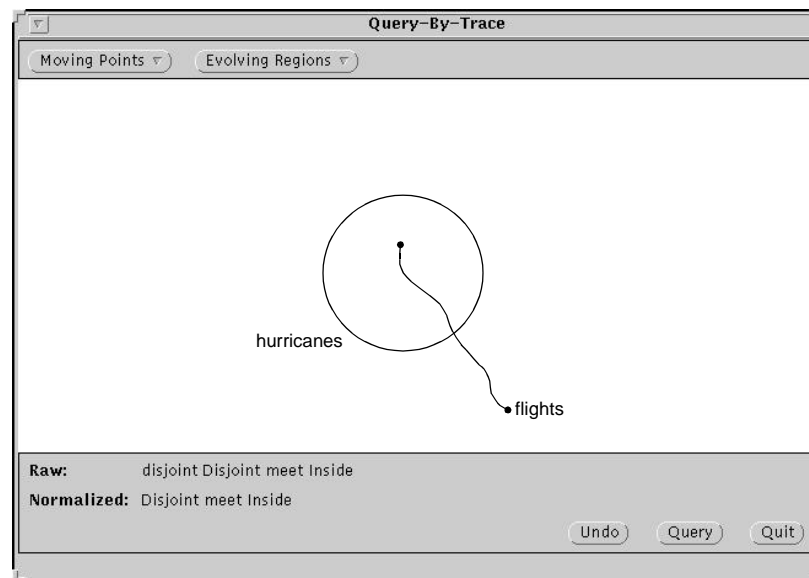 Query-By-Trace
Moving Points Evolving Regions
hurricanes
flights
Raw: disjoint Disjoint meet Inside
Normalized: Disjoint meet Inside
Undo Query Quit